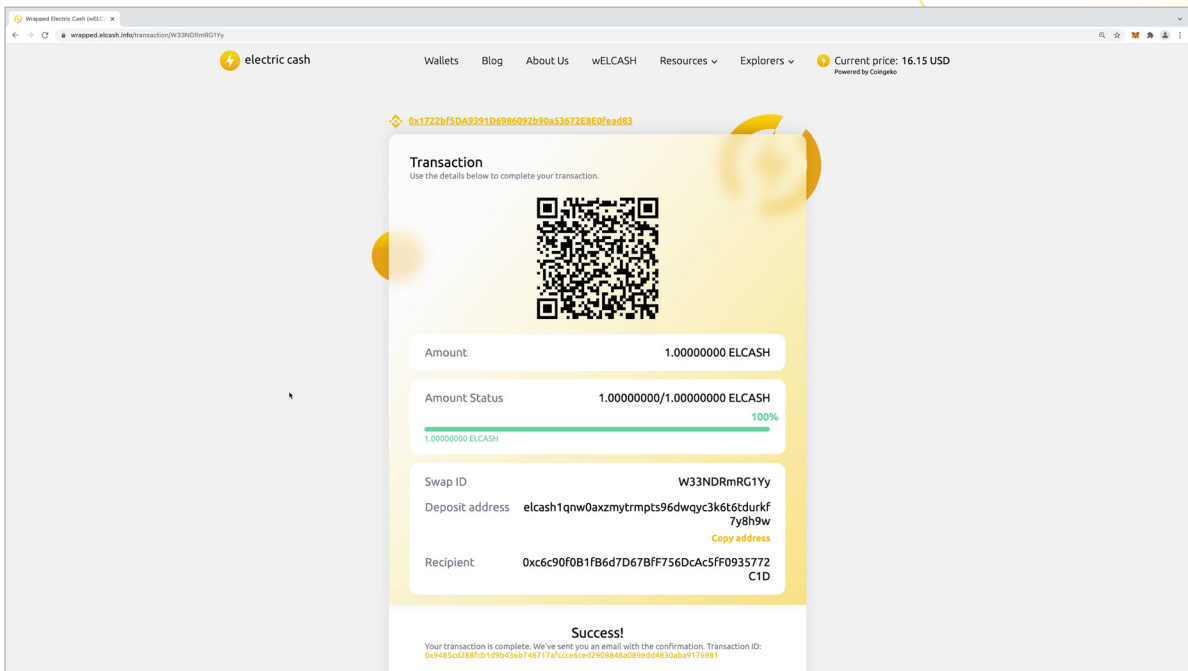 Wrapped Electric Cash (wELC
wrapped.elcash.info/transaction/W33NDRmRG1Yy
electric cash
Wallets Blog About Us wELCASH Resources Explorers Current price: 16.15 USD
Powered by Coingeko
0x1722bf5DA9391D6986092b90a53672E8E0fead83
Transaction
Use the details below to complete your transaction.
Amount 1.00000000 ELCASH
Amount Status 1.00000000/1.00000000 ELCASH
100%
1.00000000 ELCASH
Swap ID W33NDRmRG1Yy
Deposit address elcash1qnw0axzmytrmpts96dwqyc3k6t6tdurkf
7y8h9w
Copy address
Recipient 0xc6c90f0B1fB6d7D67BfF756DcAc5fF0935772
C1D
Success!
Your transaction is complete. We've sent you an email with the confirmation. Transaction ID:
0x9485cd288fcb1d9b436b748717afccce6ced2908848a089edd4830aba9176981